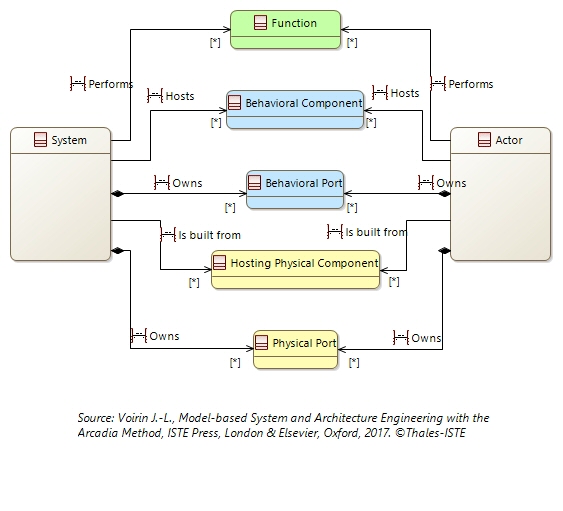 Function
[*]
[*]
Performs
Performs
Hosts
Hosts
Behavioral Component
[*]
[*]
System
Actor
Owns
Behavioral Port
Owns
[*]
[*]
Is built from
Is built from
Hosting Physical Component
[*]
[*]
Owns
Physical Port
Owns
[*]
[*]
Source: Voirin J.-L., Model-based System and Architecture Engineering with the
Arcadia Method, ISTE Press, London & Elsevier, Oxford, 2017. ©Thales-ISTE